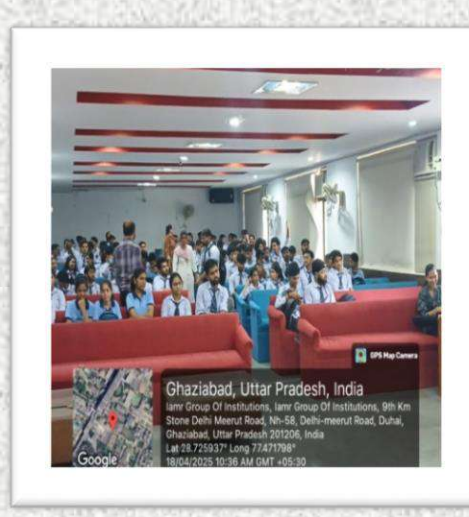 GPS Map Camera
Ghaziabad, Uttar Pradesh, India
Iamr Group Of Institutions, Iamr Group Of Institutions, 9th Km
Stone Delhi Meerut Road, Nh-58, Delhi-meerut Road, Duhai,
Ghaziabad, Uttar Pradesh 201206, India
Lat 28.725937° Long 77.471798°
18/04/2025 10:36 AM GMT +05:30
Google